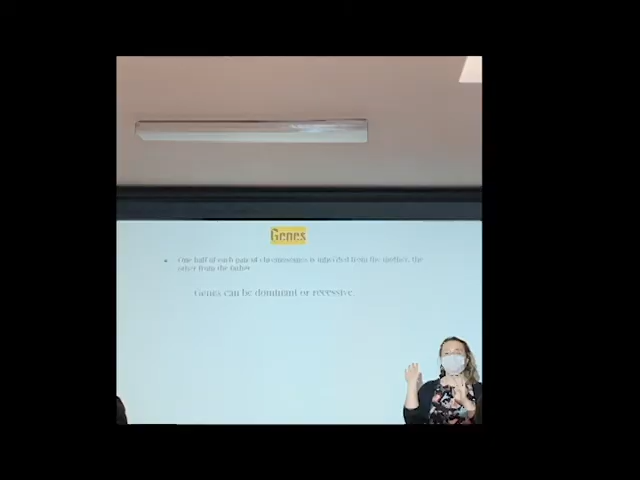 Genes
One half of each pair of chromosomes is inherited from the mother, the
other from the father
Genes can be dominant or recessive.